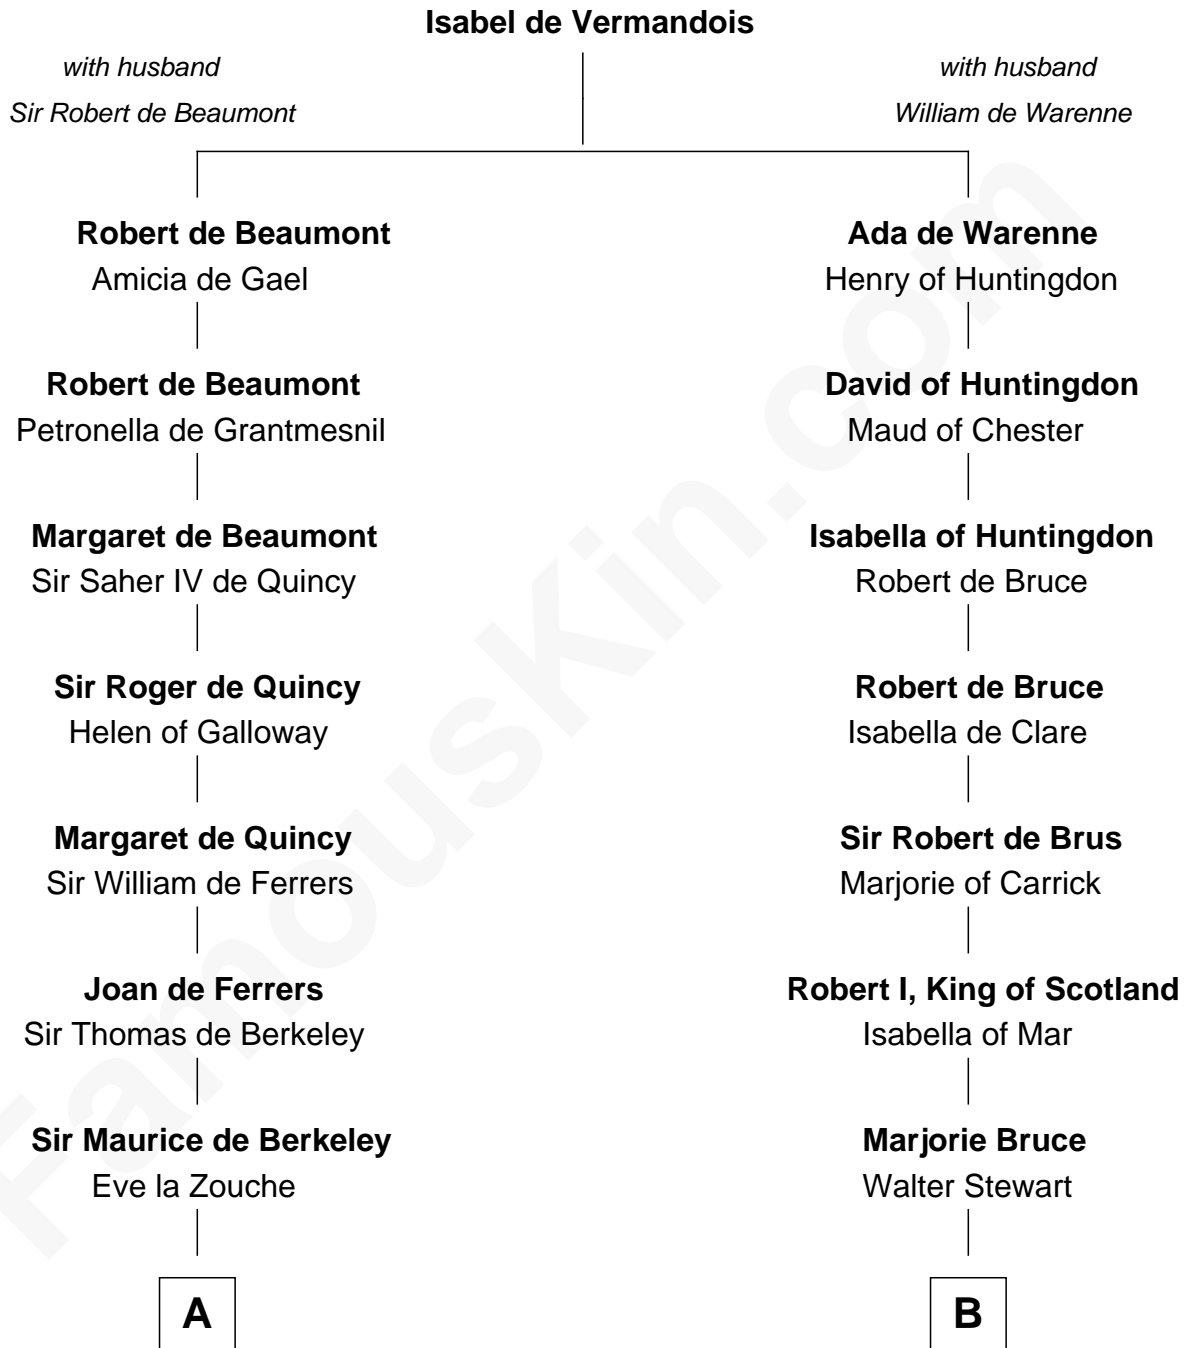 Isabel de Vermandois
with husband
Sir Robert de Beaumont
with husband
William de Warenne
Robert de Beaumont
Amicia de Gael
Ada de Warenne
Henry of Huntingdon
Robert de Beaumont
Petronella de Grantmesnil
David of Huntingdon
Maud of Chester
Margaret de Beaumont
Sir Saher IV de Quincy
Isabella of Huntingdon
Robert de Bruce
Sir Roger de Quincy
Helen of Galloway
Robert de Bruce
Isabella de Clare
Margaret de Quincy
Sir William de Ferrers
Sir Robert de Brus
Marjorie of Carrick
Joan de Ferrers
Sir Thomas de Berkeley
Robert I, King of Scotland
Isabella of Mar
Sir Maurice de Berkeley
Eve la Zouche
Marjorie Bruce
Walter Stewart
A
B
FamousKin.com